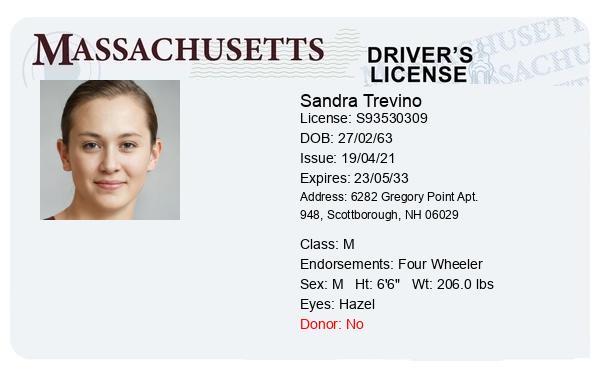 MASSACHUSETTS
DRIVER'S
LICENSE
Sandra Trevino
License: S93530309
DOB: 27/02/63
Issue: 19/04/21
Expires: 23/05/33
Address: 6282 Gregory Point Apt.
948, Scottborough, NH 06029
Class: M
Endorsements: Four Wheeler
Sex: M Ht: 6'6" Wt: 206.0 lbs
Eyes: Hazel
Donor: No